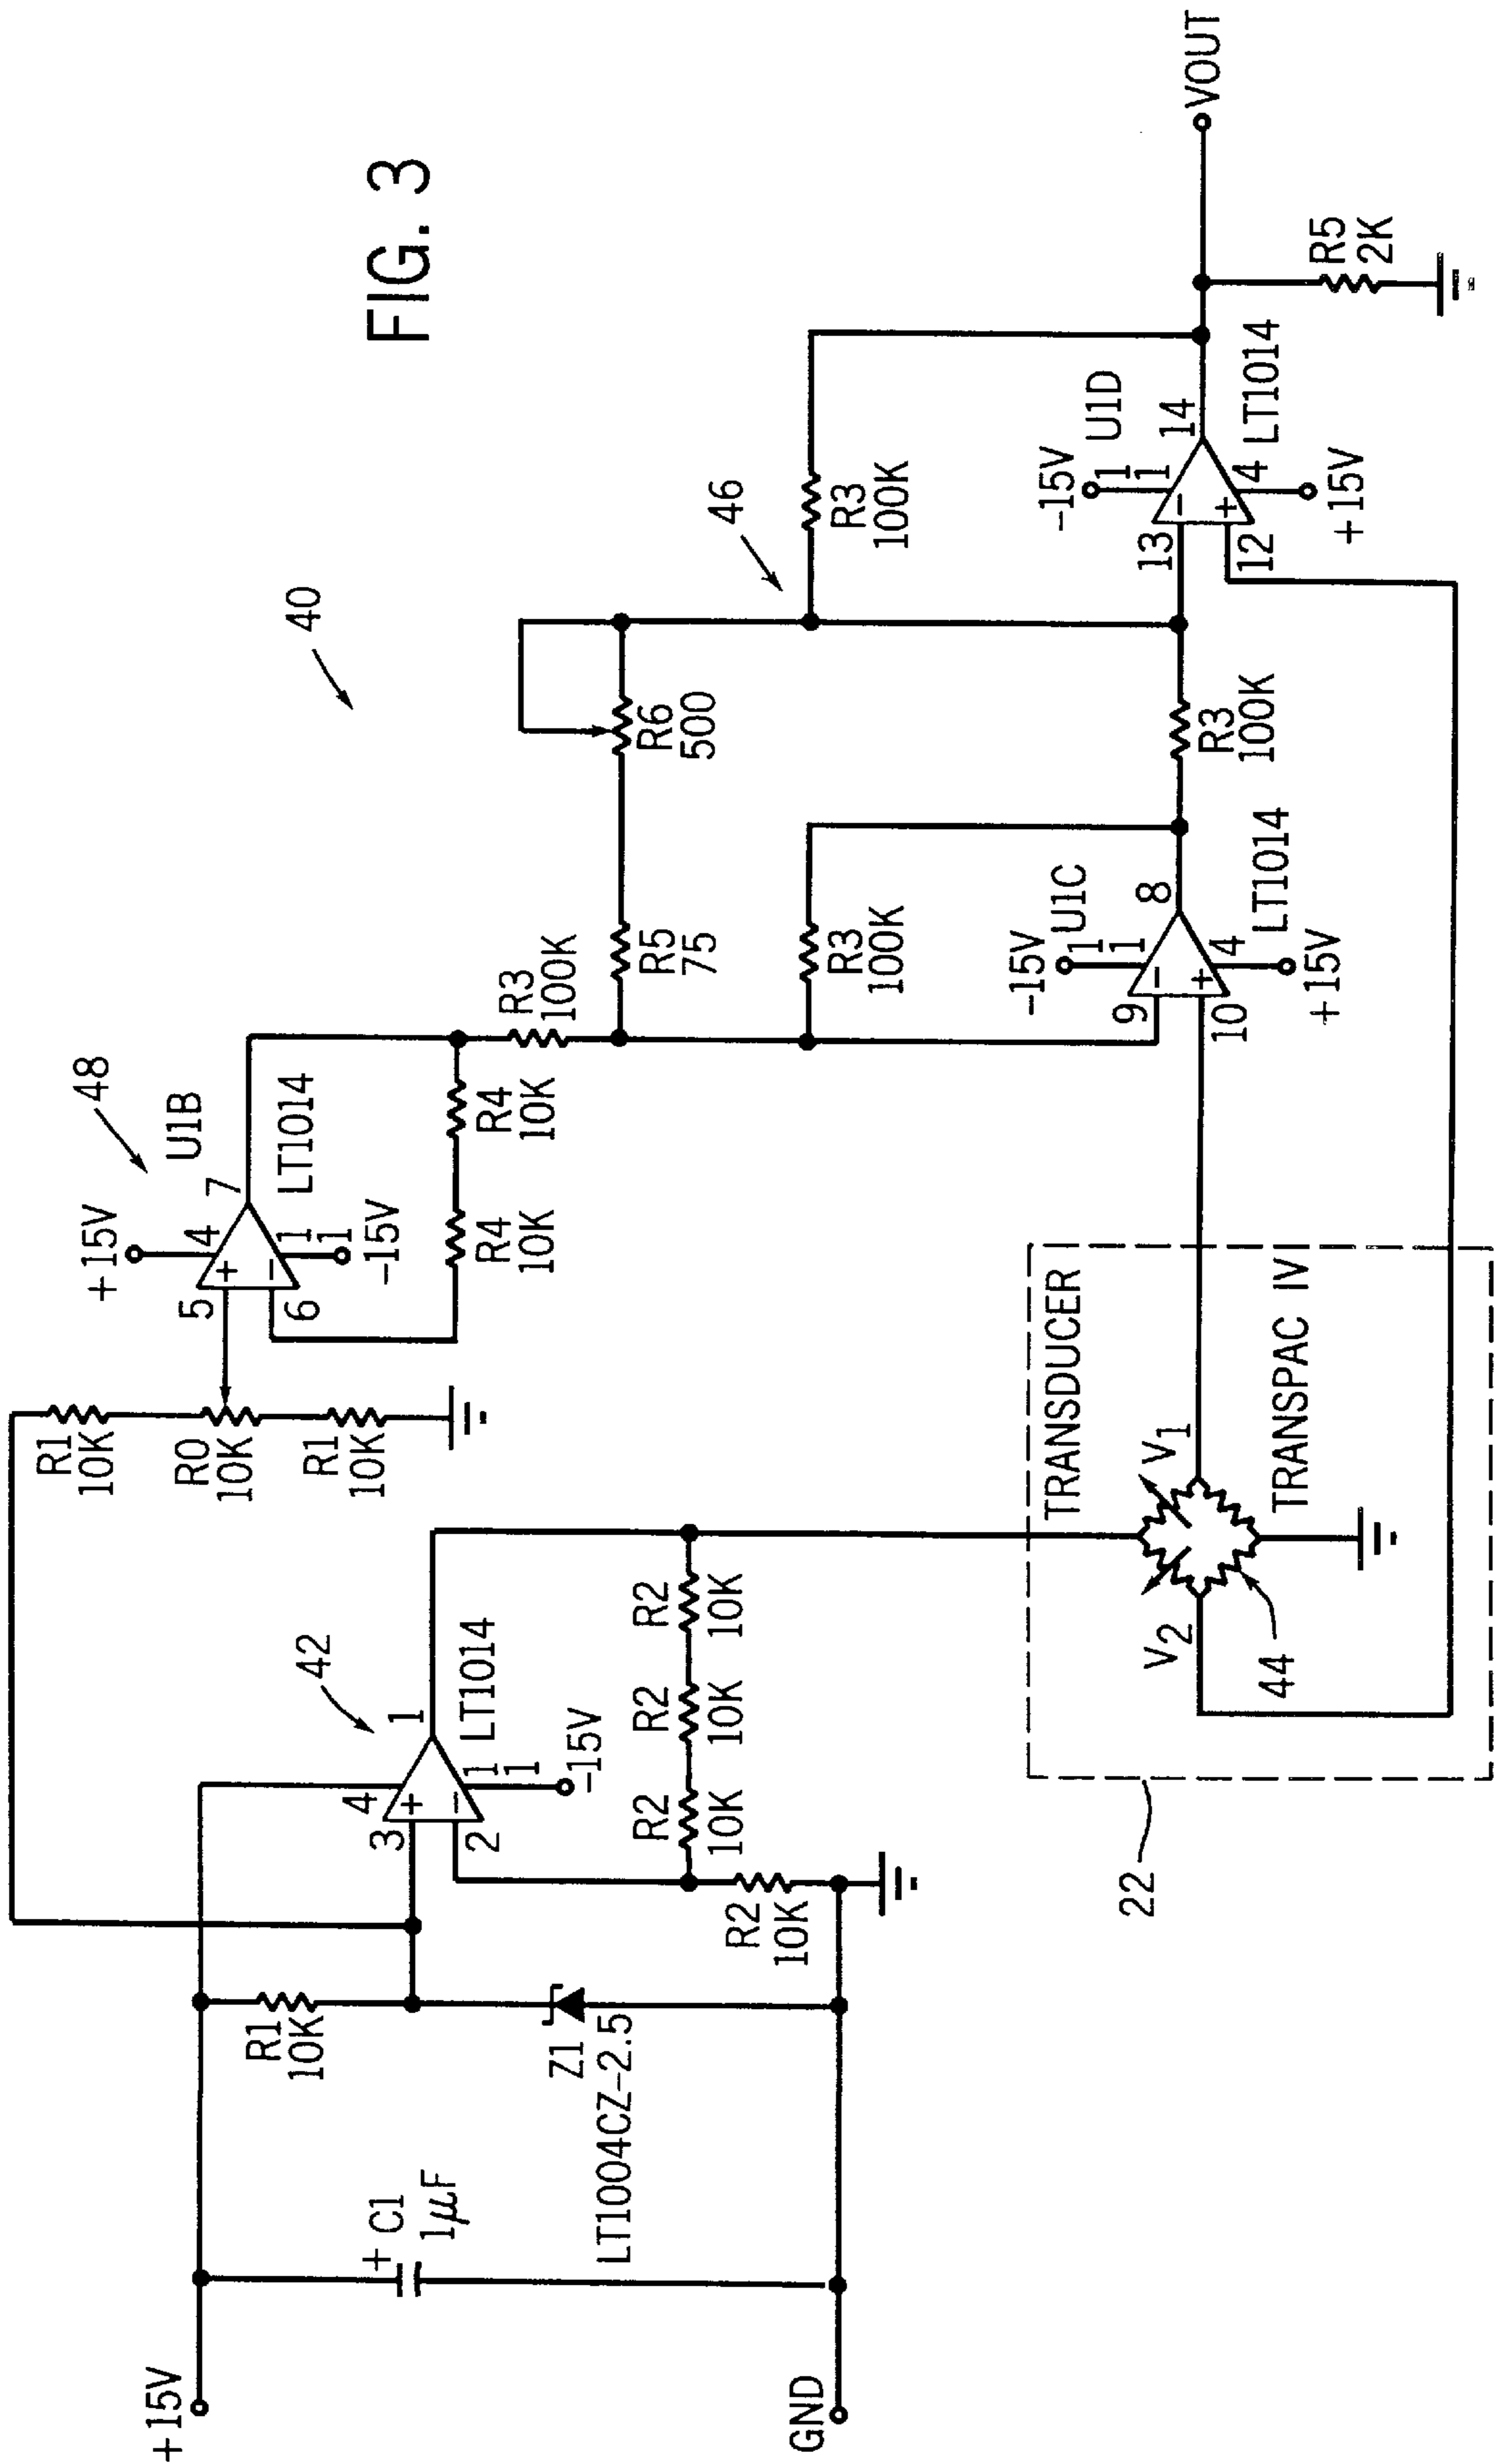 FIG. 3
40
46
48
42
44
22
+15V
GND
+ C1
1µF
R1
10K
Z1
LT1004CZ-2.5
3
4
+
2
−
1
1
1
LT1014
-15V
R2
10K
R2
10K
R2
10K
R2
10K
R1
10K
R0
10K
R1
10K
+15V
5
4
+
6
−
7
1
1
U1B
LT1014
-15V
R4
10K
R4
10K
R3
100K
R5
75
R6
500
R3
100K
-15V
1
1
U1C
9
−
8
10
+
4
LT1014
+15V
R3
100K
R3
100K
-15V
1
1
U1D
13
−
14
12
+
4
LT1014
+15V
VOUT
R5
2K
TRANSDUCER
V1
V2
TRANSPAC IV